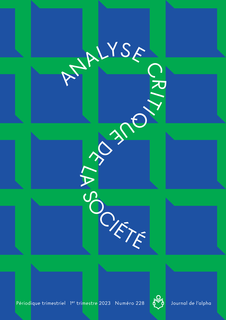 ANALYSE CRITIQUE DE LA SOCIÉTÉ
Périodique trimestriel 1er trimestre 2023 Numéro 228 Journal de l'alpha